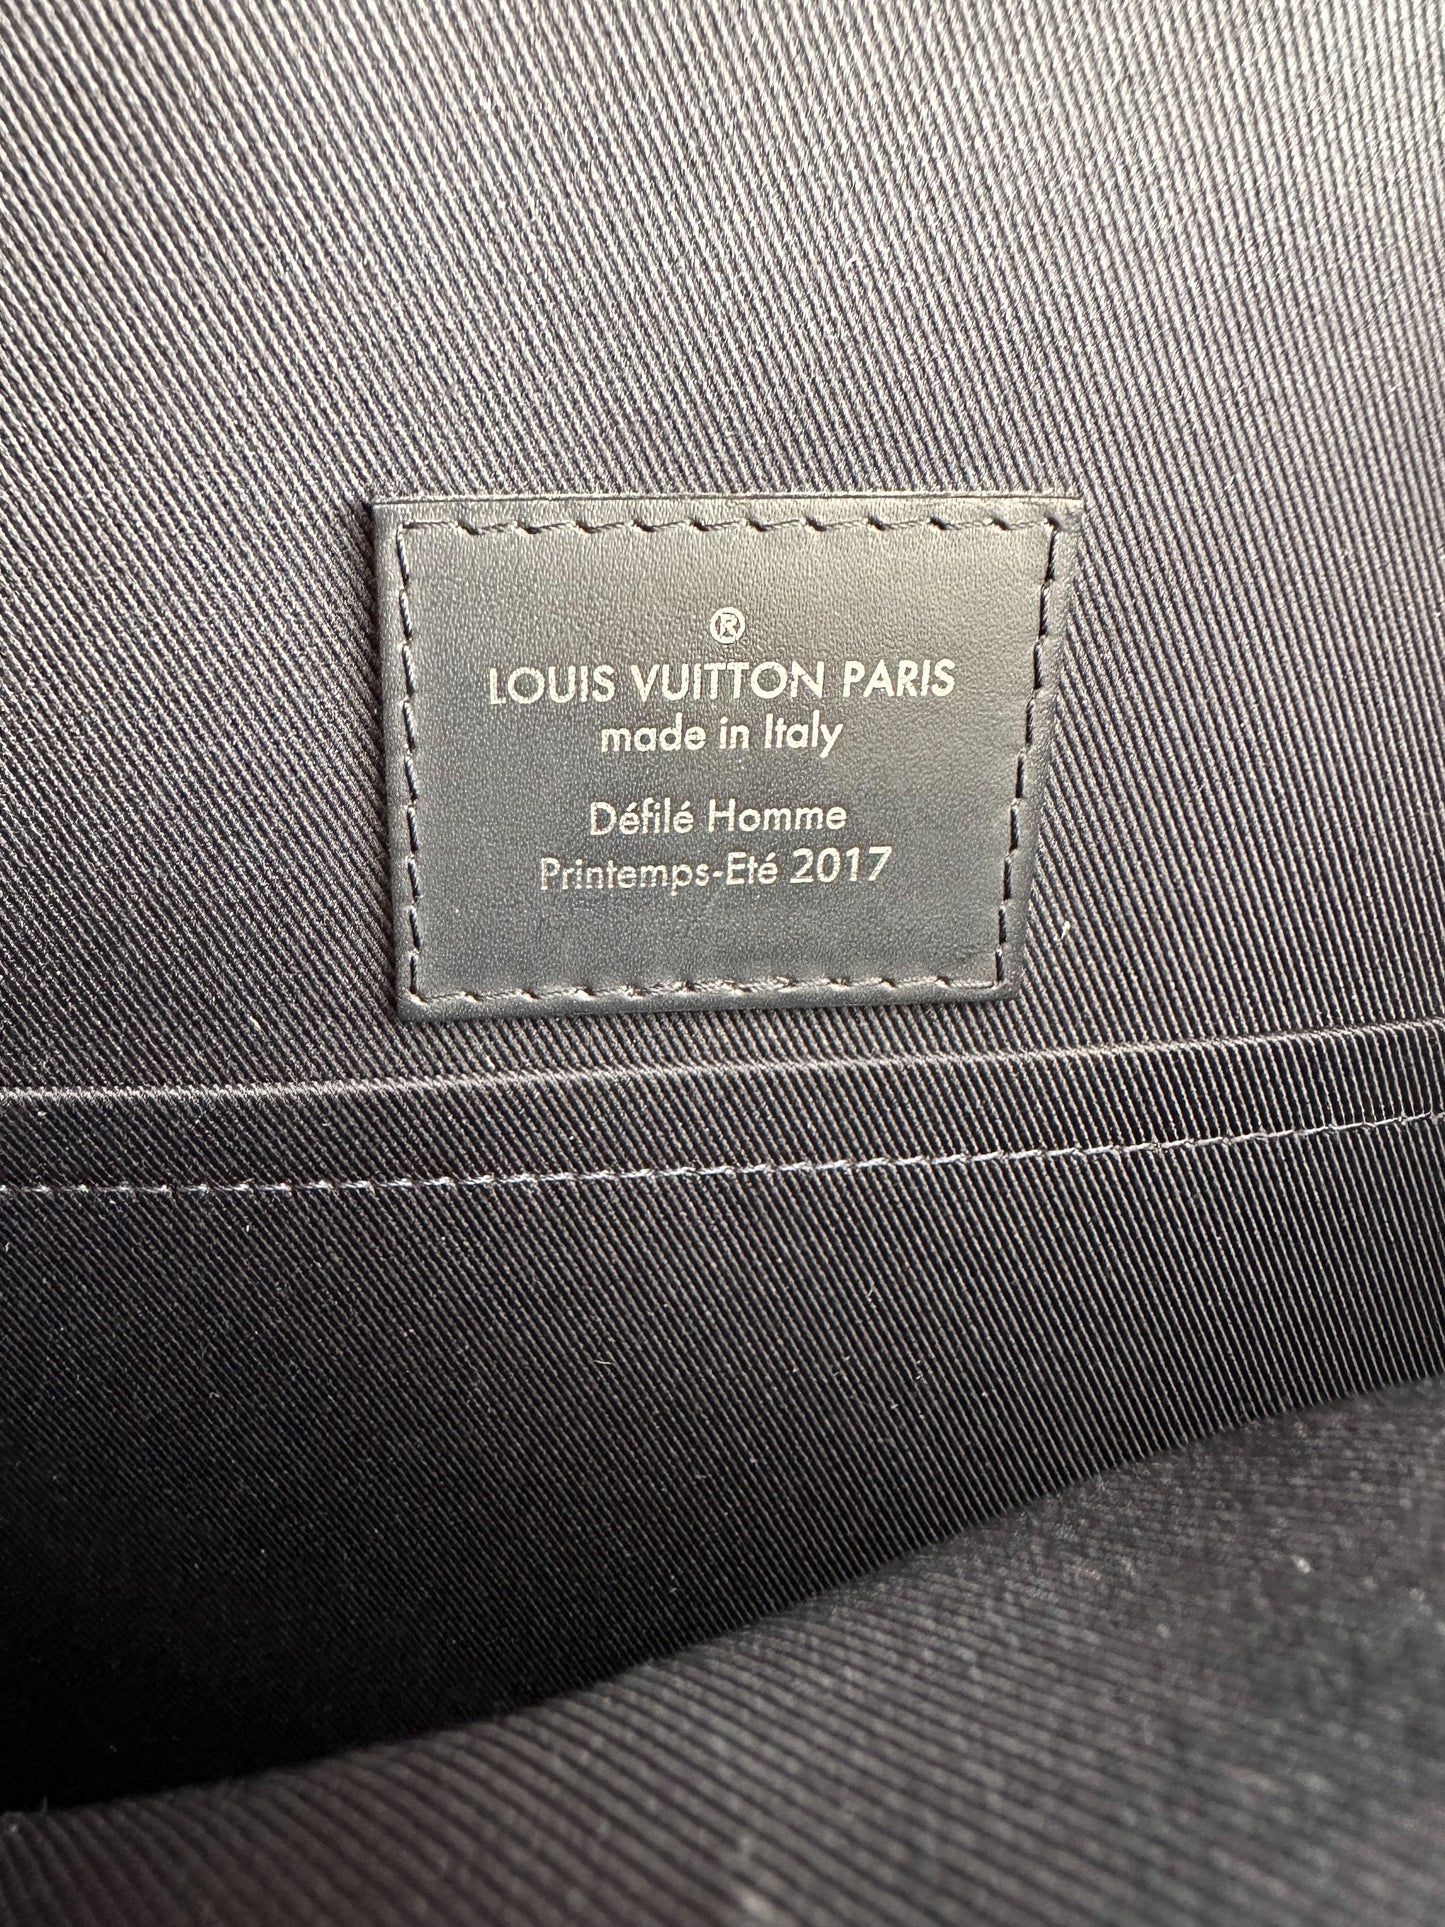 ®
LOUIS VUITTON PARIS
made in Italy
Défilé Homme
Printemps-Eté 2017